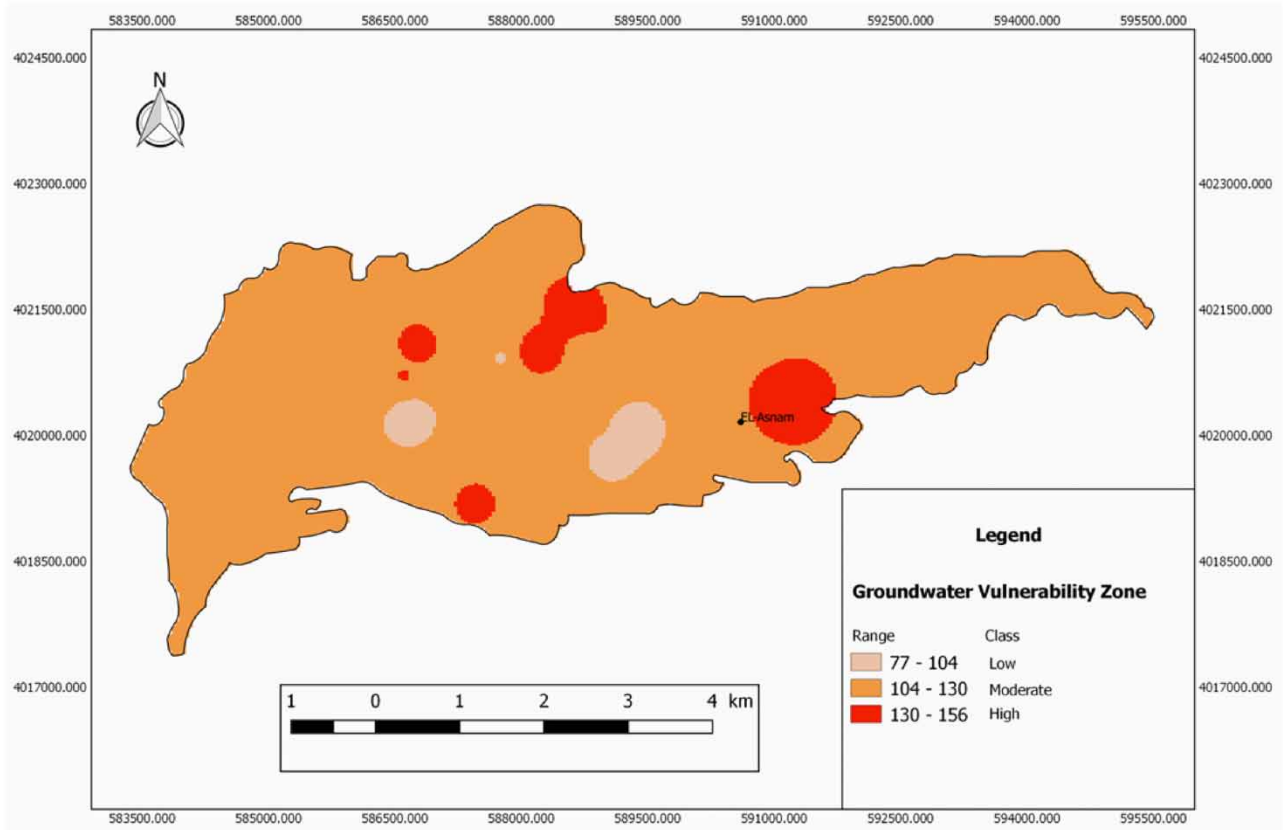 583500.000 585000.000 586500.000 588000.000 589500.000 591000.000 592500.000 594000.000 595500.000
4024500.000 4024500.000
N
4023000.000 4023000.000
4021500.000 4021500.000
EL-Asnam
4020000.000 4020000.000
Legend
4018500.000 4018500.000
Groundwater Vulnerability Zone
Range Class
77 - 104 Low
104 - 130 Moderate
130 - 156 High
4017000.000 4017000.000
1 0 1 2 3 4 km
583500.000 585000.000 586500.000 588000.000 589500.000 591000.000 592500.000 594000.000 595500.000